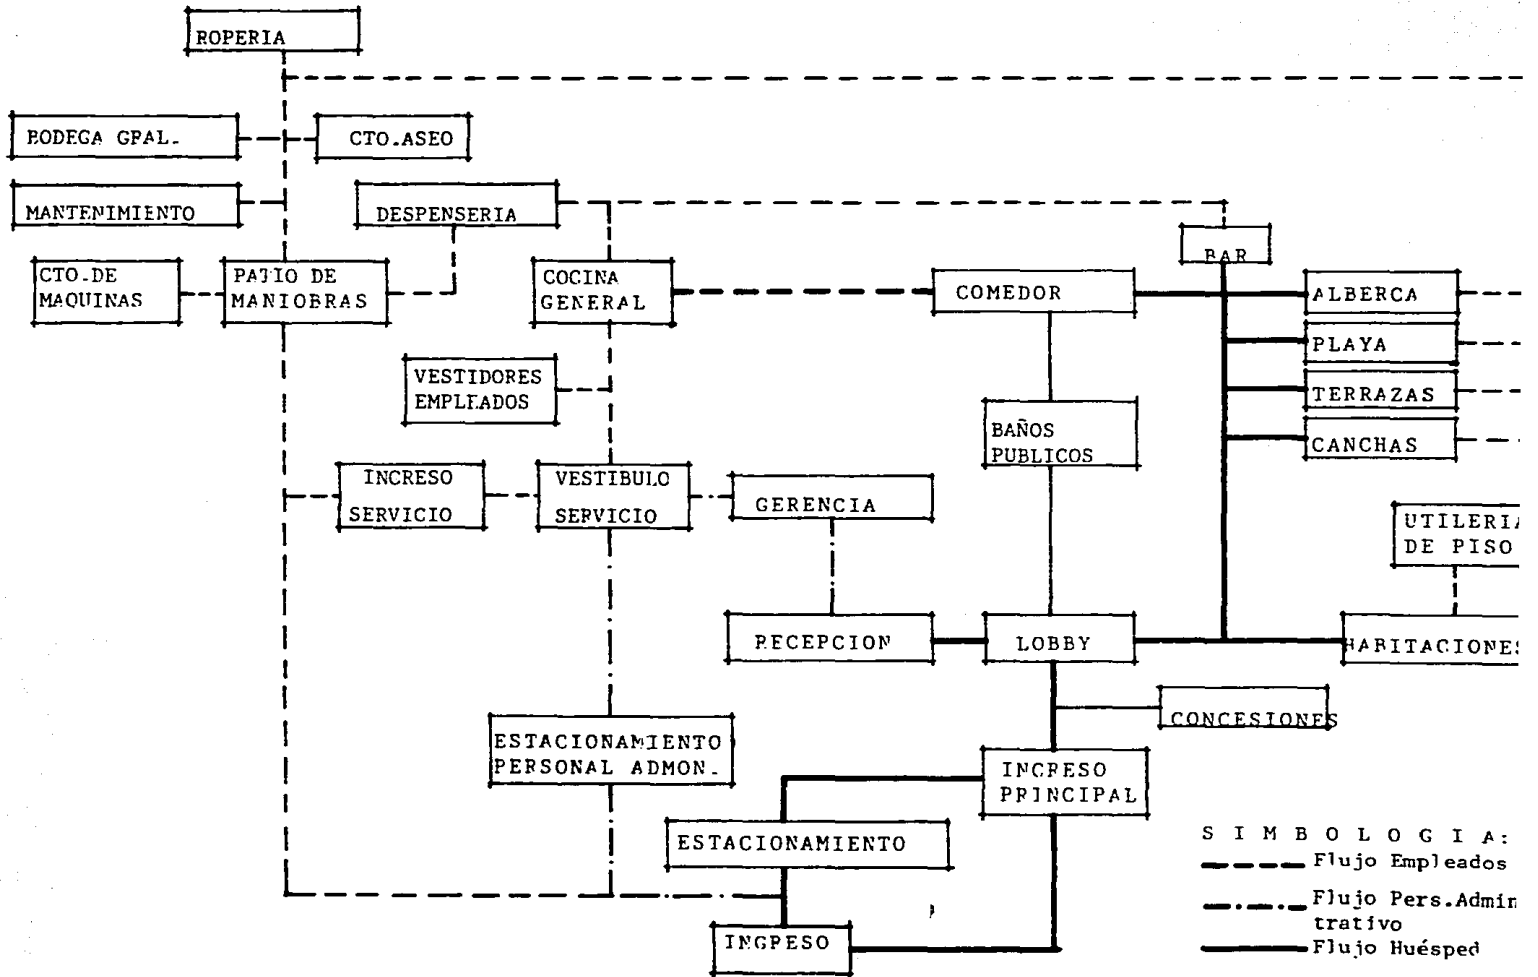 ROPERIA
BODEGA GRAL.
CTO.ASEO
MANTENIMIENTO
DESPENSERIA
BAR
CTO.DE
MAQUINAS
PATIO DE
MANIOBRAS
COCINA
GENERAL
COMEDOR
ALBERCA
PLAYA
VESTIDORES
EMPLEADOS
TERRAZAS
BAÑOS
PUBLICOS
CANCHAS
INGRESO
SERVICIO
VESTIBULO
SERVICIO
GERENCIA
UTILERIA
DE PISO
RECEPCION
LOBBY
HABITACIONES
CONCESIONES
ESTACIONAMIENTO
PERSONAL ADMON.
INGRESO
PRINCIPAL
ESTACIONAMIENTO
INGRESO
S I M B O L O G I A:
Flujo Empleados
Flujo Pers.Admin
trativo
Flujo Huésped